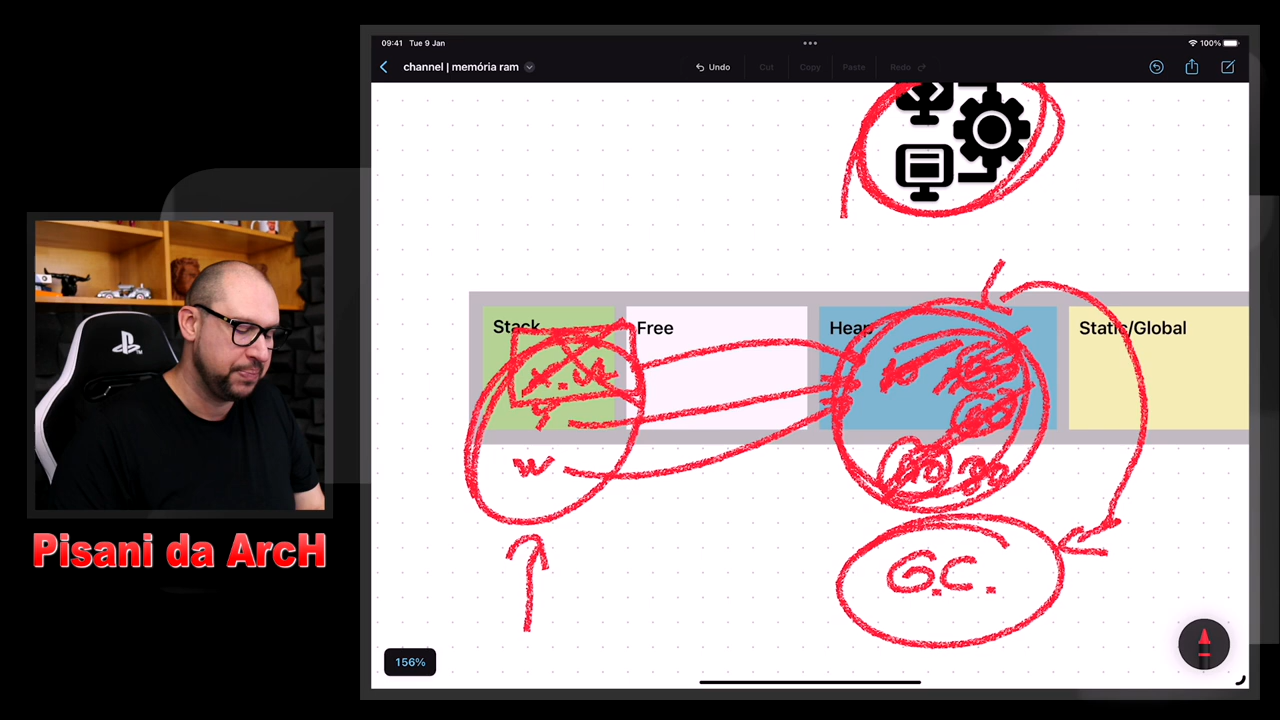 09:41 Tue 9 Jan
100%
channel | memória ram
Undo
Cut
Copy
Paste
Redo
Stack
Free
Heap
Static/Global
w
G.C.
Pisani da ArcH
156%